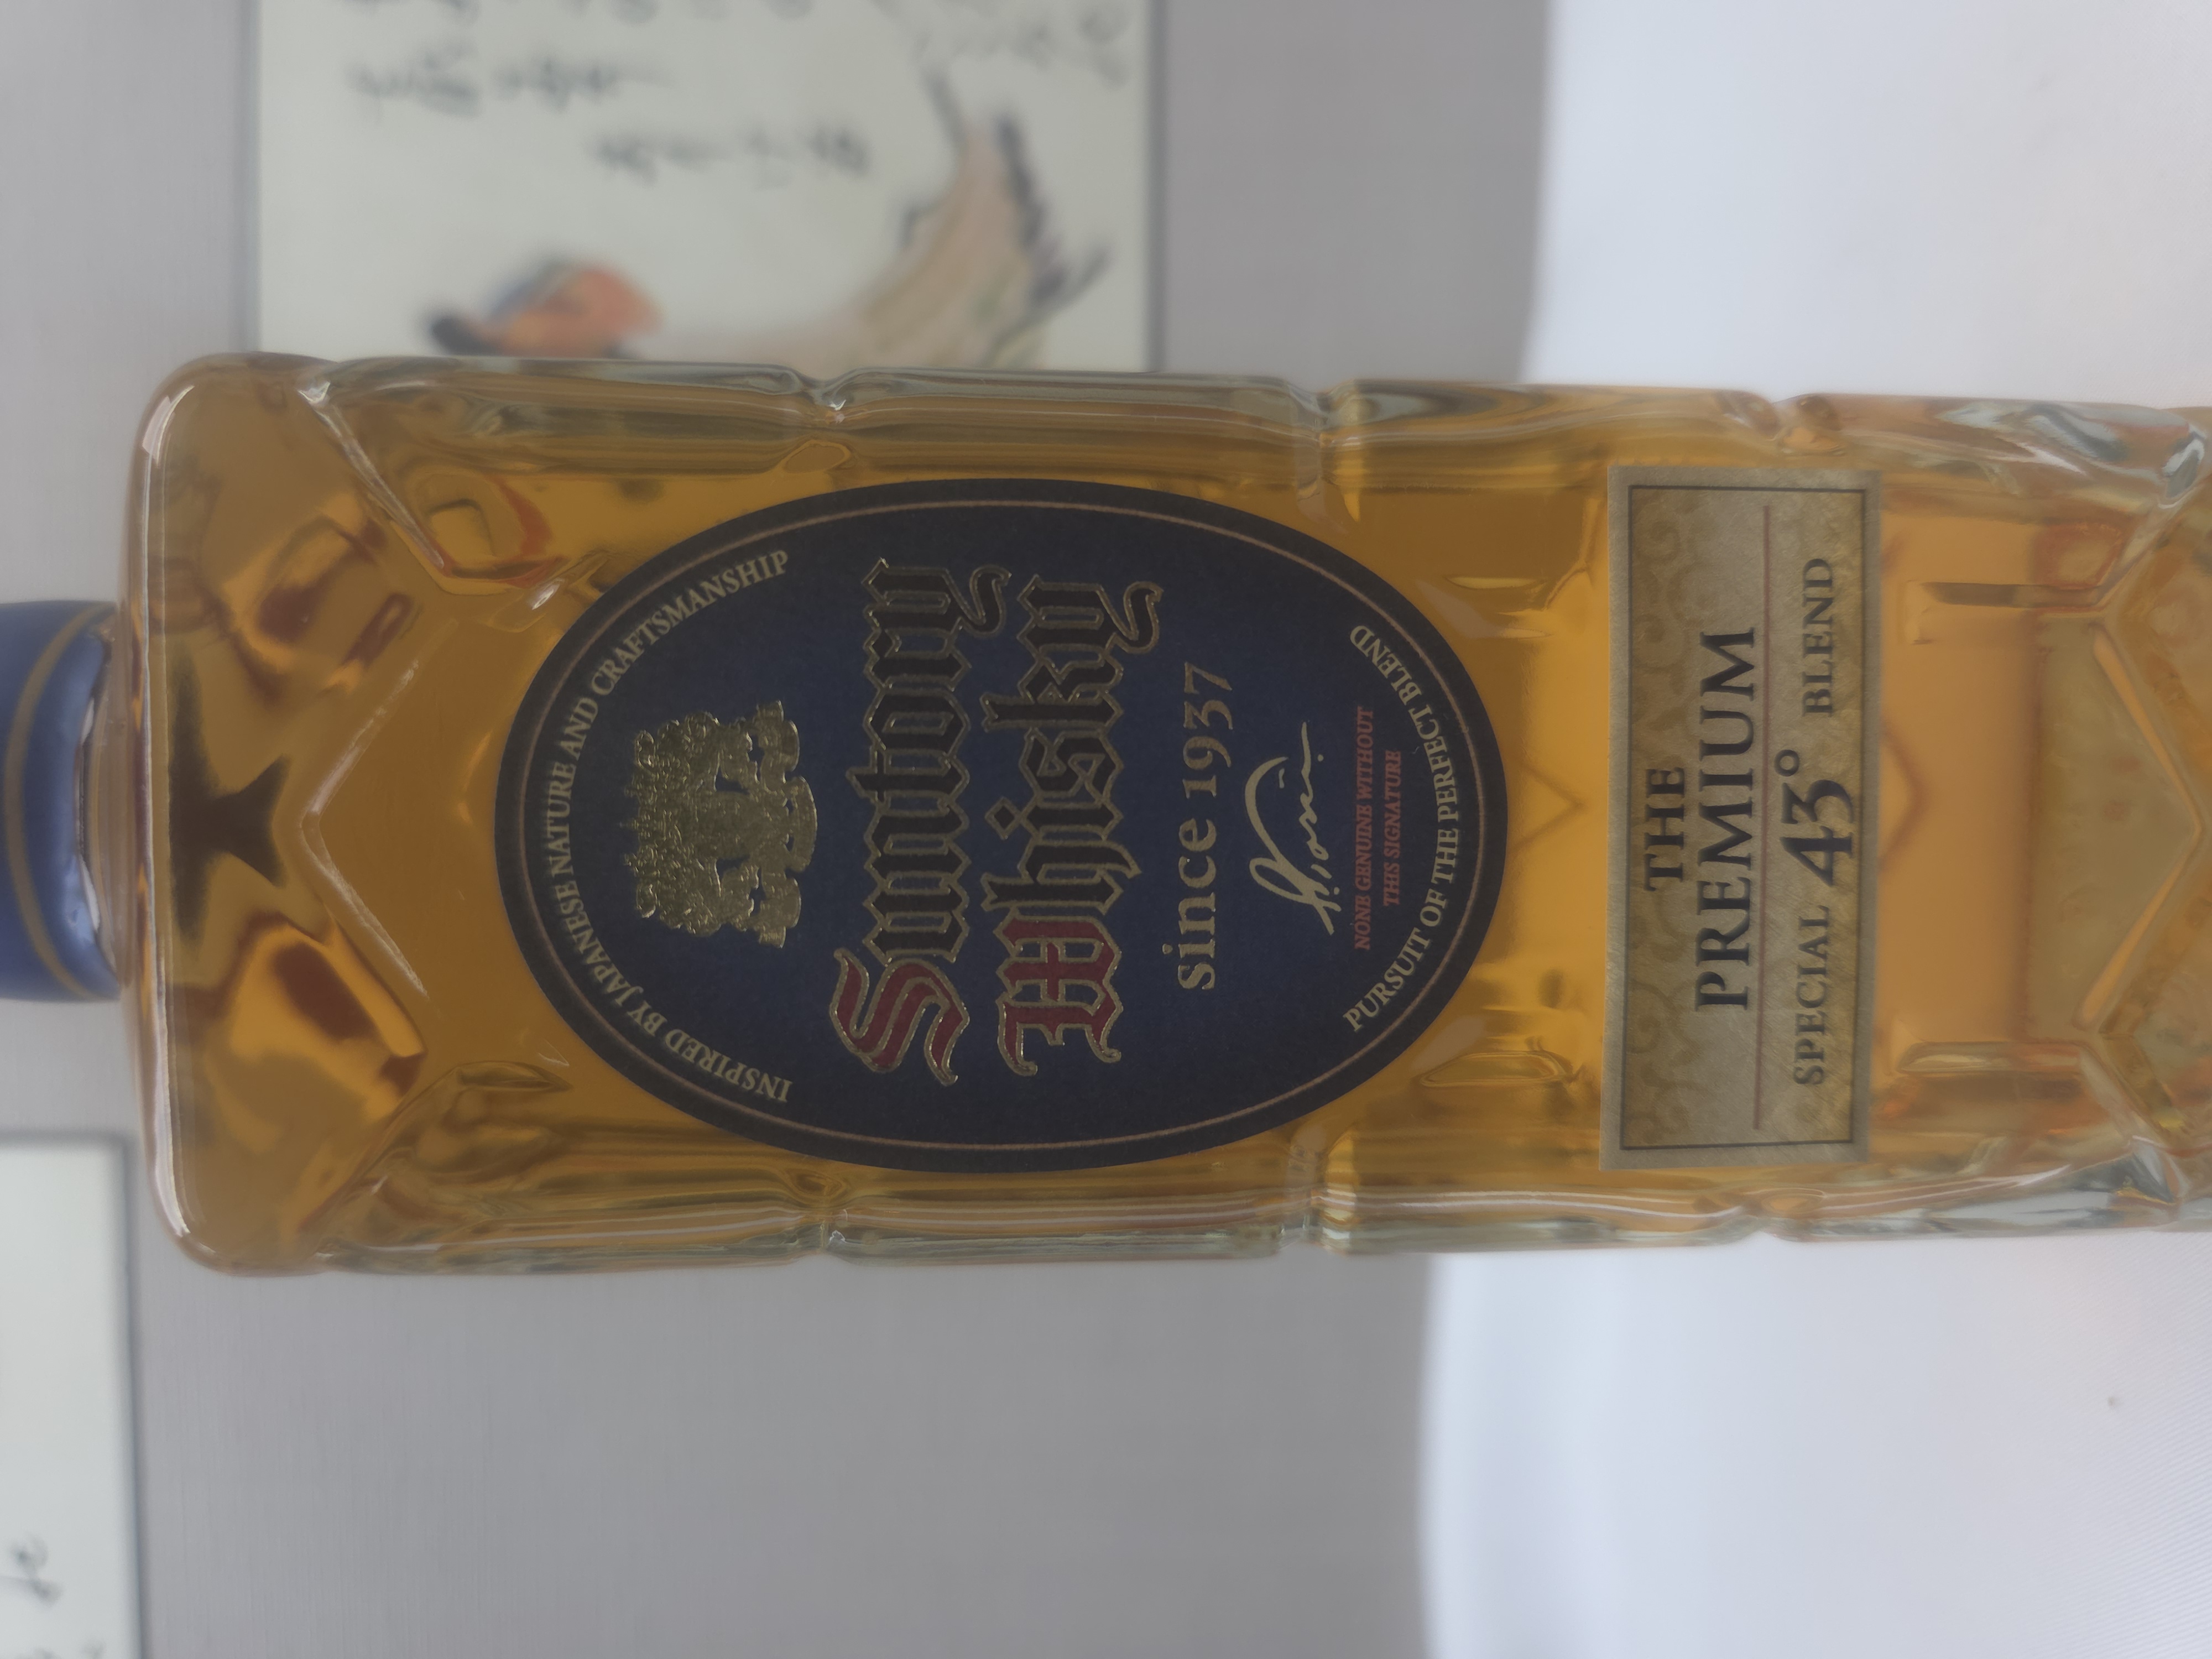 INSPIRED BY JAPANESE NATURE AND CRAFTSMANSHIP
Suntory
Whisky
since 1937
NONE GENUINE WITHOUT
THIS SIGNATURE
PURSUIT OF THE PERFECT BLEND
THE
PREMIUM
SPECIAL 43° BLEND